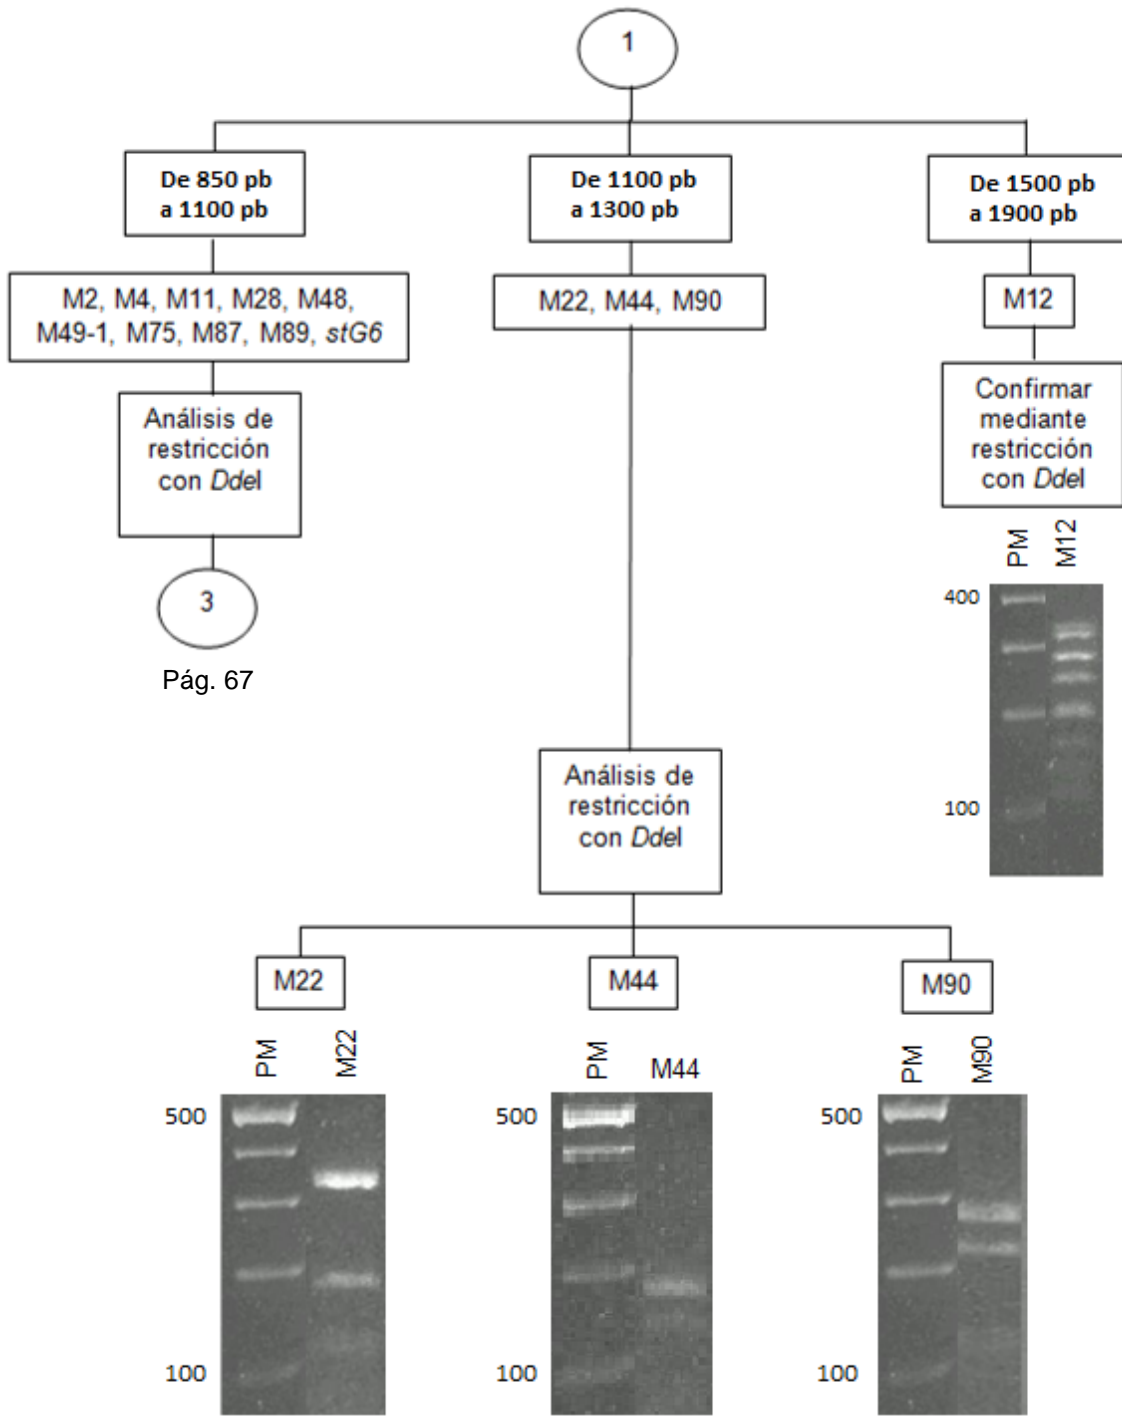 1
De 850 pb
a 1100 pb
De 1100 pb
a 1300 pb
De 1500 pb
a 1900 pb
M2, M4, M11, M28, M48,
M49-1, M75, M87, M89, stG6
M22, M44, M90
M12
Análisis de
restricción
con DdeI
Confirmar
mediante
restricción
con DdeI
3
Pág. 67
PM
M12
400
100
Análisis de
restricción
con DdeI
M22
M44
M90
PM
M22
500
100
PM
M44
500
100
PM
M90
500
100